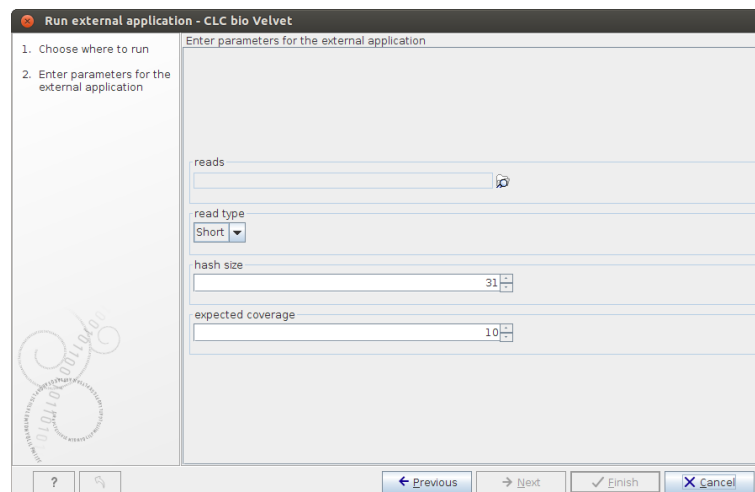 Run external application - CLC bio Velvet
1. Choose where to run
2. Enter parameters for the
external application
Enter parameters for the external application
reads
read type
Short
hash size
31
expected coverage
10
?
Previous
Next
Finish
Cancel